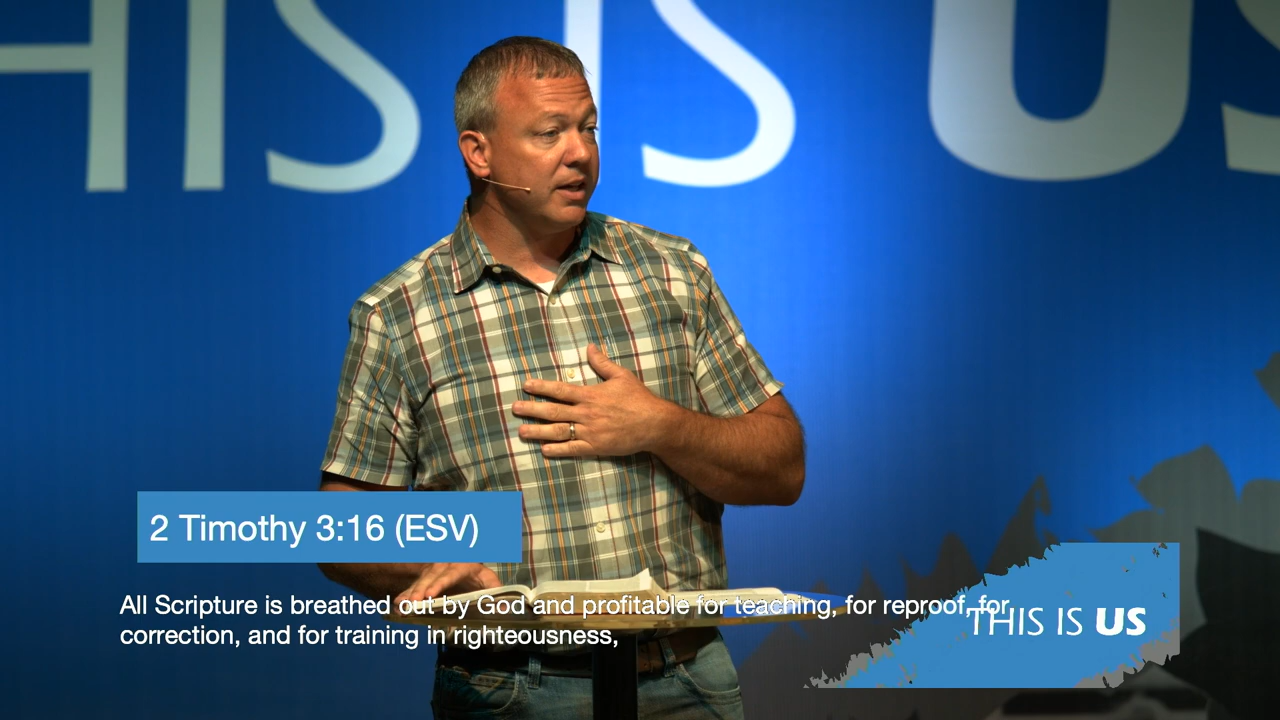 THIS IS US
2 Timothy 3:16 (ESV)
All Scripture is breathed out by God and profitable for teaching, for reproof, for
correction, and for training in righteousness,
THIS IS US